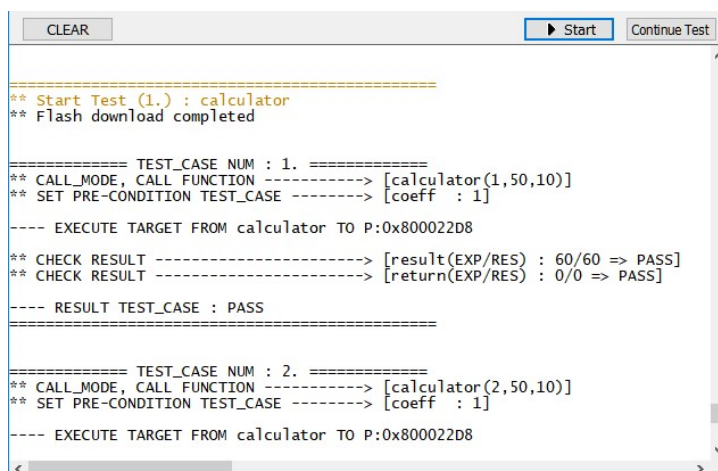 CLEAR
Start
Continue Test
===============================================
** Start Test (1.) : calculator
** Flash download completed
============= TEST_CASE NUM : 1. =============
** CALL_MODE, CALL FUNCTION -----------> [calculator(1,50,10)]
** SET PRE-CONDITION TEST_CASE --------> [coeff  : 1]
---- EXECUTE TARGET FROM calculator TO P:0x800022D8
** CHECK RESULT -----------------------> [result(EXP/RES) : 60/60 => PASS]
** CHECK RESULT -----------------------> [return(EXP/RES) : 0/0 => PASS]
---- RESULT TEST_CASE : PASS
===============================================
============= TEST_CASE NUM : 2. =============
** CALL_MODE, CALL FUNCTION -----------> [calculator(2,50,10)]
** SET PRE-CONDITION TEST_CASE --------> [coeff  : 1]
---- EXECUTE TARGET FROM calculator TO P:0x800022D8